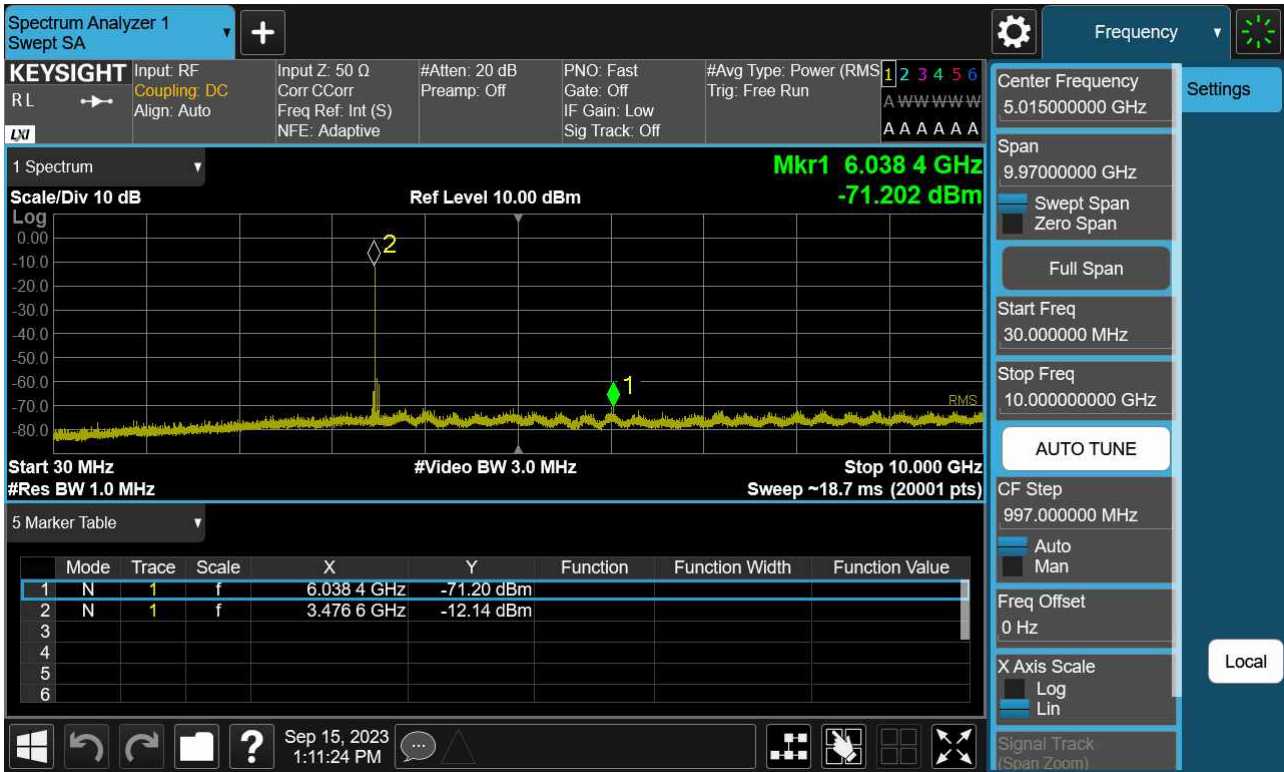 Spectrum Analyzer 1
Swept SA
Frequency
KEYSIGHT
R L
LXI
Input: RF
Coupling: DC
Align: Auto
Input Z: 50 Ω
Corr CCorr
Freq Ref: Int (S)
NFE: Adaptive
#Atten: 20 dB
Preamp: Off
PNO: Fast
Gate: Off
IF Gain: Low
Sig Track: Off
#Avg Type: Power (RMS
Trig: Free Run
1 2 3 4 5 6
A W W W W W
A A A A A A
1 Spectrum
Mkr1 6.038 4 GHz
-71.202 dBm
Scale/Div 10 dB
Ref Level 10.00 dBm
Log
0.00
-10.0
-20.0
-30.0
-40.0
-50.0
-60.0
-70.0
-80.0
2
1
RMS
Start 30 MHz
#Video BW 3.0 MHz
Stop 10.000 GHz
#Res BW 1.0 MHz
Sweep ~18.7 ms (20001 pts)
5 Marker Table
Mode Trace Scale X Y Function Function Width Function Value
1 N 1 f 6.038 4 GHz -71.20 dBm
2 N 1 f 3.476 6 GHz -12.14 dBm
3
4
5
6
Center Frequency
5.015000000 GHz
Settings
Span
9.97000000 GHz
Swept Span
Zero Span
Full Span
Start Freq
30.000000 MHz
Stop Freq
10.000000000 GHz
AUTO TUNE
CF Step
997.000000 MHz
Auto
Man
Freq Offset
0 Hz
X Axis Scale
Log
Lin
Local
Signal Track
(Span Zoom)
?
Sep 15, 2023
1:11:24 PM